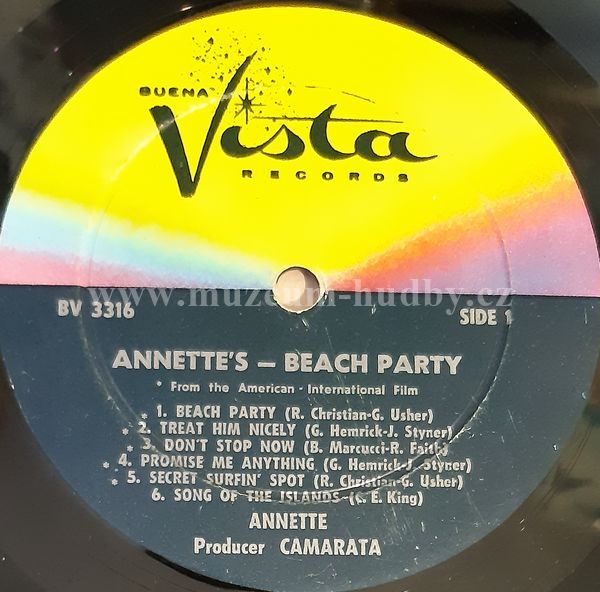 BUENA
Vista
RECORDS
www.muzeum-hudby.cz
BV 3316
SIDE 1
ANNETTE'S – BEACH PARTY
* From the American - International Film
* 1. BEACH PARTY (R. Christian-G. Usher)
* 2. TREAT HIM NICELY (G. Hemrick-J. Styner)
* 3. DON'T STOP NOW (B. Marcucci-R. Faith)
* 4. PROMISE ME ANYTHING (G. Hemrick-J. Styner)
* 5. SECRET SURFIN' SPOT (R. Christian-G. Usher)
6. SONG OF THE ISLANDS-(C. E. King)
ANNETTE
Producer CAMARATA